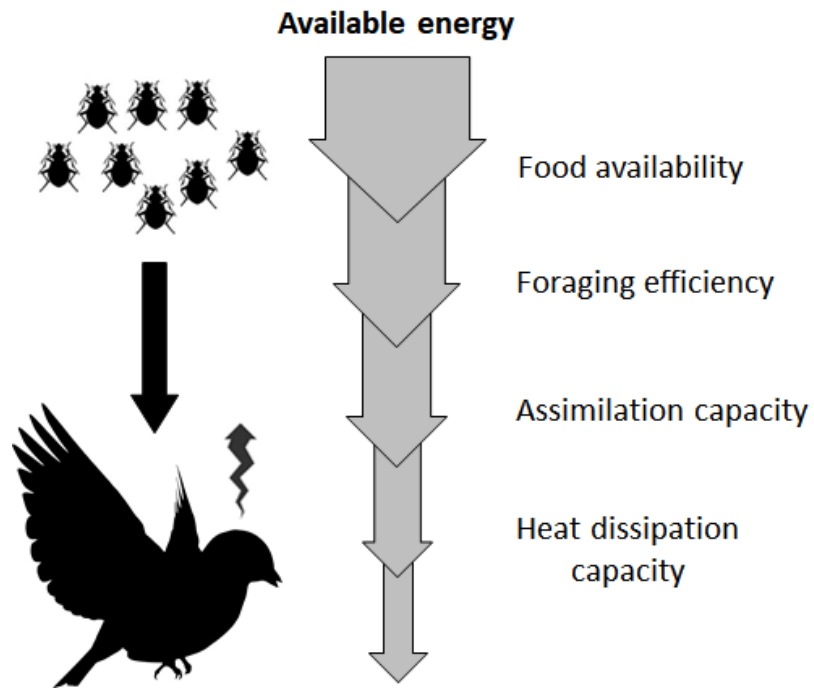 Available energy
Food availability
Foraging efficiency
Assimilation capacity
Heat dissipation
capacity